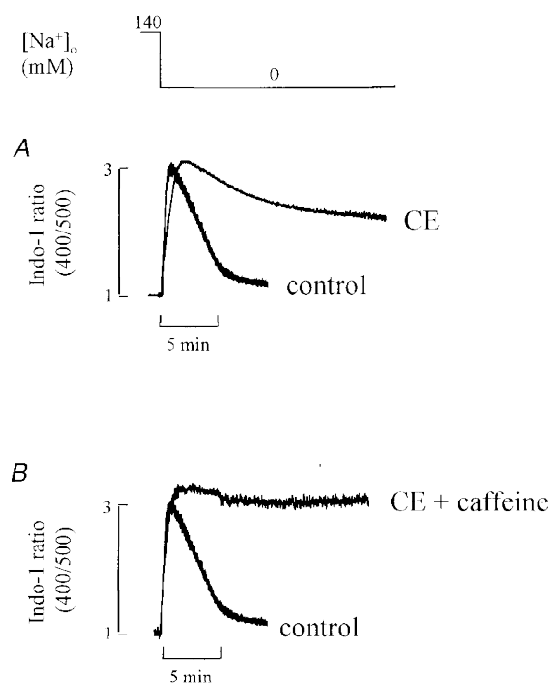 140
[Na⁺]ₒ
(mM)
0
A
3
Indo-1 ratio
(400/500)
CE
control
1
5 min
B
3
Indo-1 ratio
(400/500)
CE + caffeine
control
1
5 min